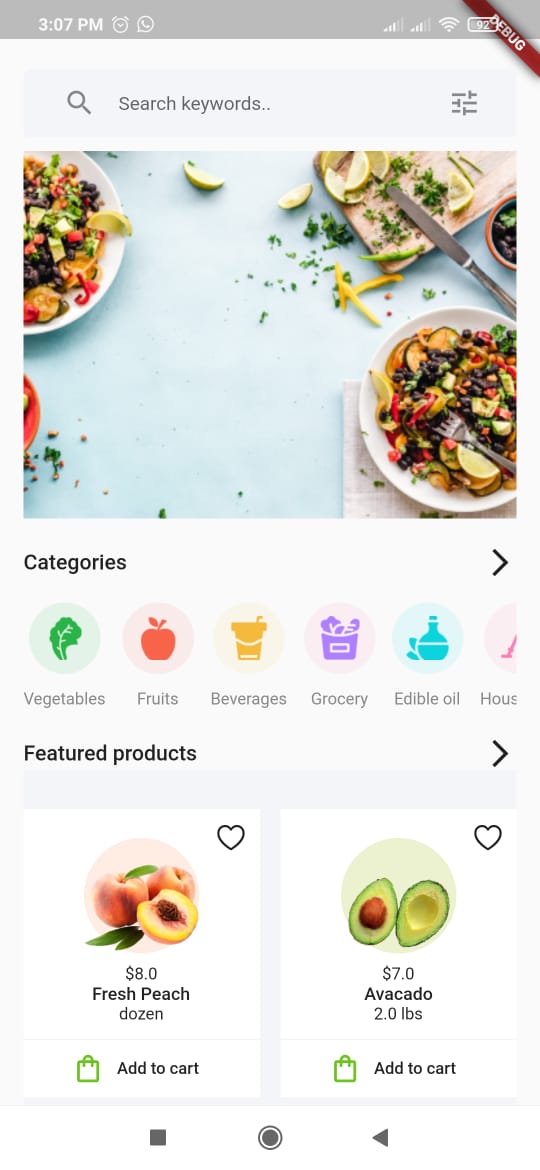 3:07 PM 92
DEBUG
Search keywords..
Categories
Vegetables Fruits Beverages Grocery Edible oil Hous
Featured products
$8.0 $7.0
Fresh Peach Avacado
dozen 2.0 lbs
Add to cart Add to cart